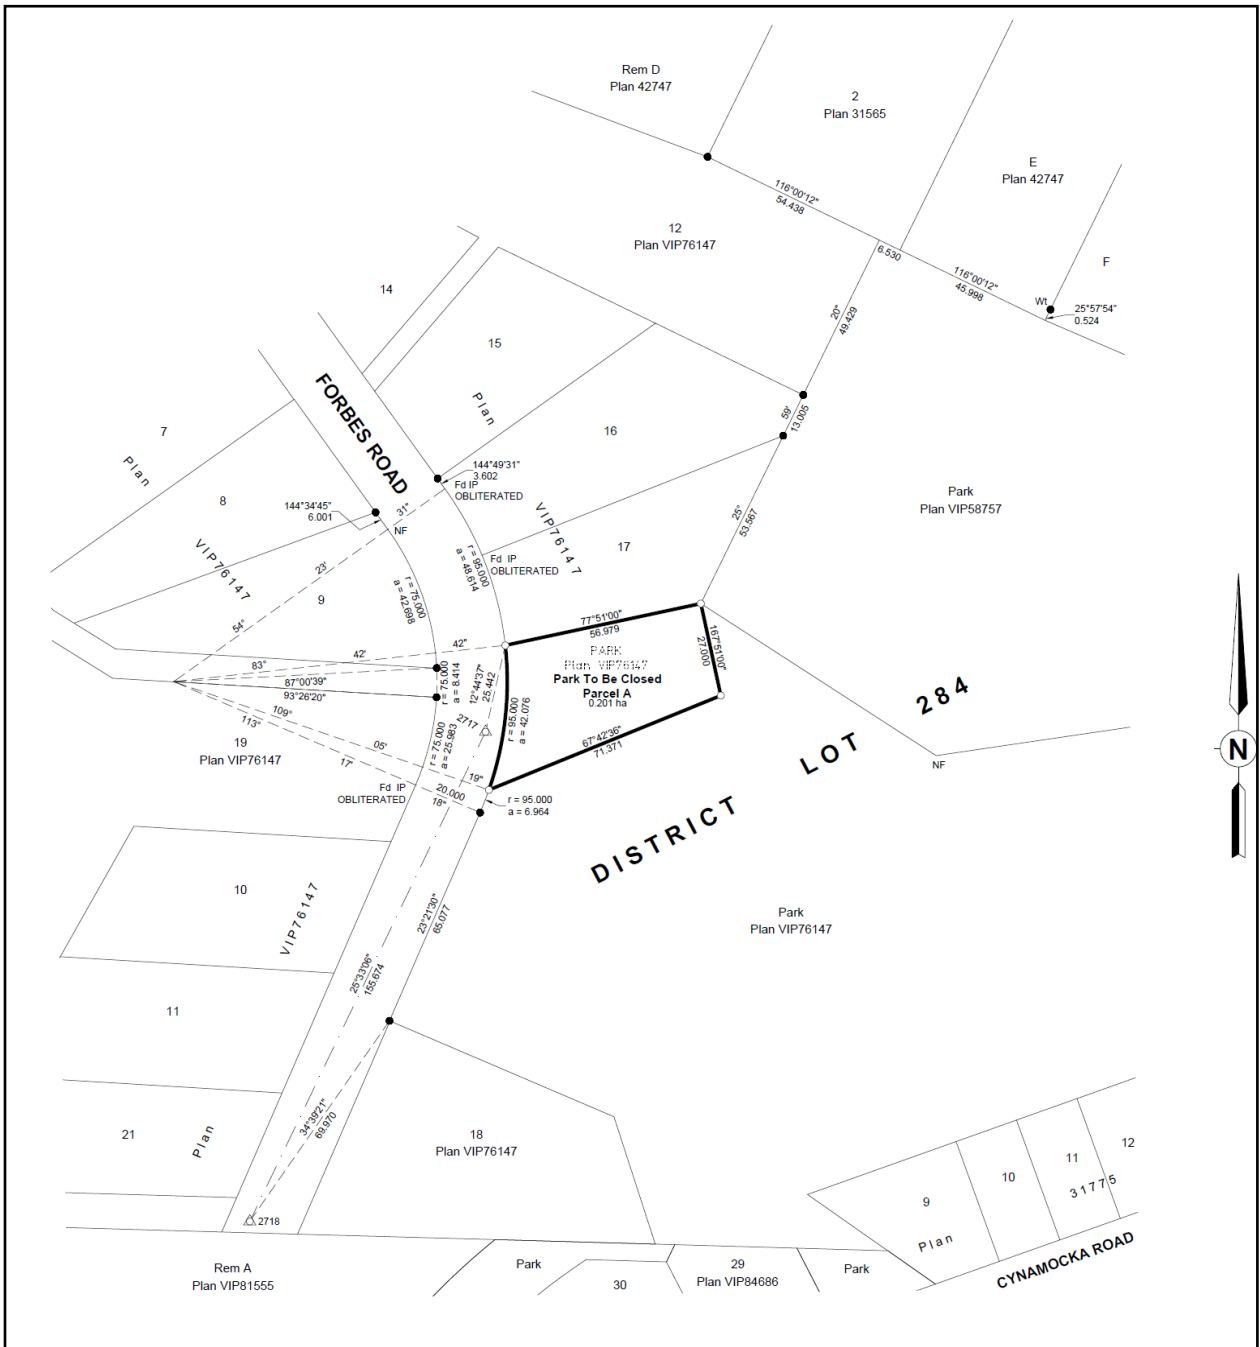 Rem D
Plan 42747
2
Plan 31565
E
Plan 42747
116°00'12"
54.438
12
Plan VIP76147
6.530
116°00'12"
45.998
F
Wt
25°57'54"
0.524
14
20"
49.429
15
Plan
FORBES ROAD
59'
13.005
7
Plan
16
144°49'31"
3.602
Fd IP
OBLITERATED
8
144°34'45"
6.001
31"
NF
Park
Plan VIP58757
VIP76147
25°
53.567
VIP76147
17
r = 95.000
a = 48.614
Fd IP
OBLITERATED
23'
r = 75.000
a = 42.698
9
54°
77°51'00"
56.979
167°51'00"
27.000
42"
42'
83°
PARK
Plan VIP76147
Park To Be Closed
Parcel A
0.201 ha
87°00'39"
93°26'20"
r = 75.000
a = 8.414
12°44'37"
25.442
r = 95.000
a = 42.076
109°
113°
2717
67°42'36"
71.371
DISTRICT LOT 284
N
19
Plan VIP76147
05'
17'
r = 75.000
a = 25.983
19"
NF
Fd IP
OBLITERATED
20.000
18"
r = 95.000
a = 6.964
10
VIP76147
23°21'30"
65.077
Park
Plan VIP76147
25°33'06"
155.674
11
34°39'21"
69.970
21
Plan
18
Plan VIP76147
12
11
10
9
31775
Plan
2718
CYNAMOCKA ROAD
Rem A
Plan VIP81555
Park
30
29
Plan VIP84686
Park